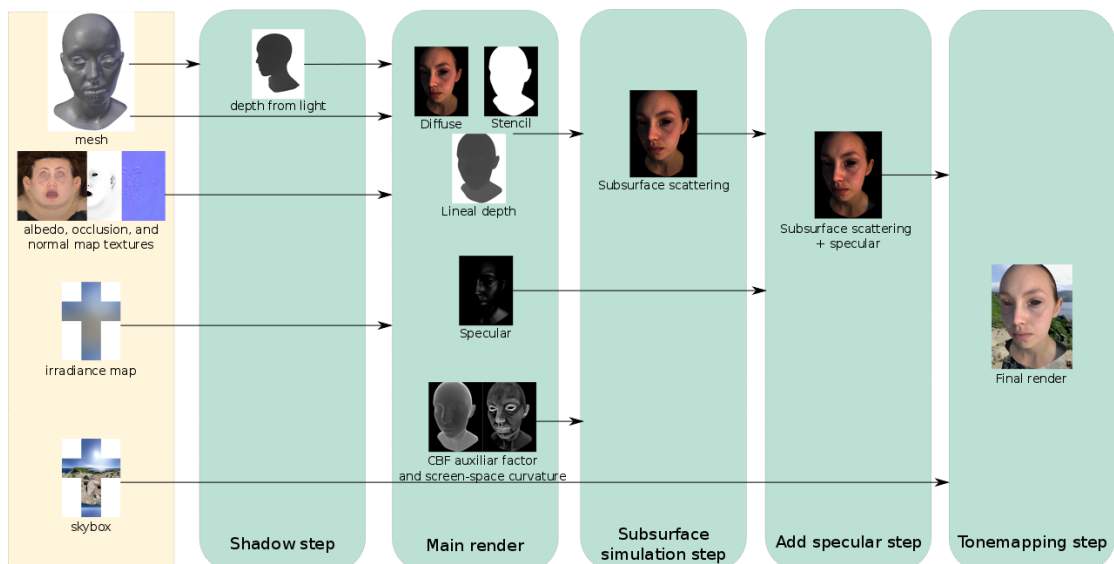 mesh
albedo, occlusion, and
normal map textures
irradiance map
skybox
depth from light
Shadow step
Diffuse
Stencil
Lineal depth
Specular
CBF auxiliar factor
and screen-space curvature
Main render
Subsurface scattering
Subsurface
simulation step
Subsurface scattering
+ specular
Add specular step
Final render
Tonemapping step